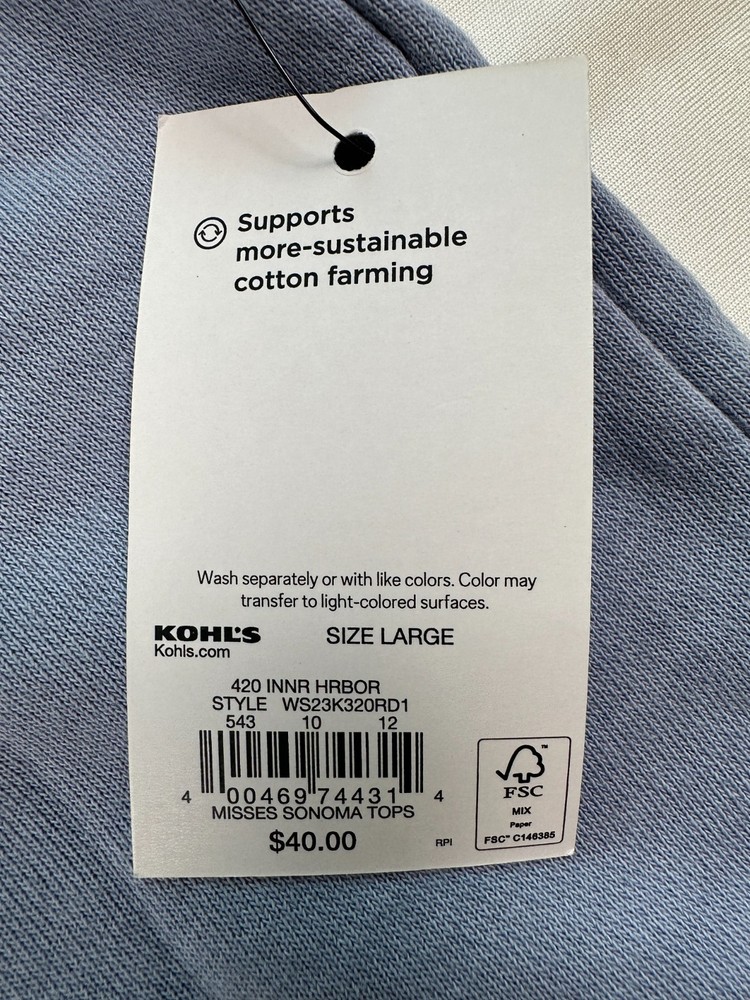 Supports
more-sustainable
cotton farming
Wash separately or with like colors. Color may
transfer to light-colored surfaces.
KOHL'S
SIZE LARGE
Kohls.com
420 INNR HRBOR
STYLE WS23K320RD1
543 10 12
4 00469 74431 4
MISSES SONOMA TOPS
$40.00
RPI
FSC™
MIX
Paper
FSC™ C146385